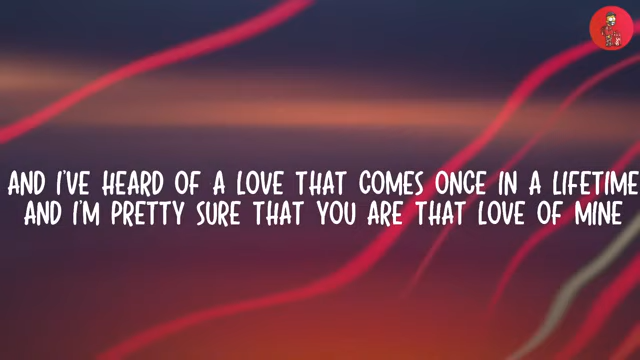 AND I'VE HEARD OF A LOVE THAT COMES ONCE IN A LIFETIME
AND I'M PRETTY SURE THAT YOU ARE THAT LOVE OF MINE